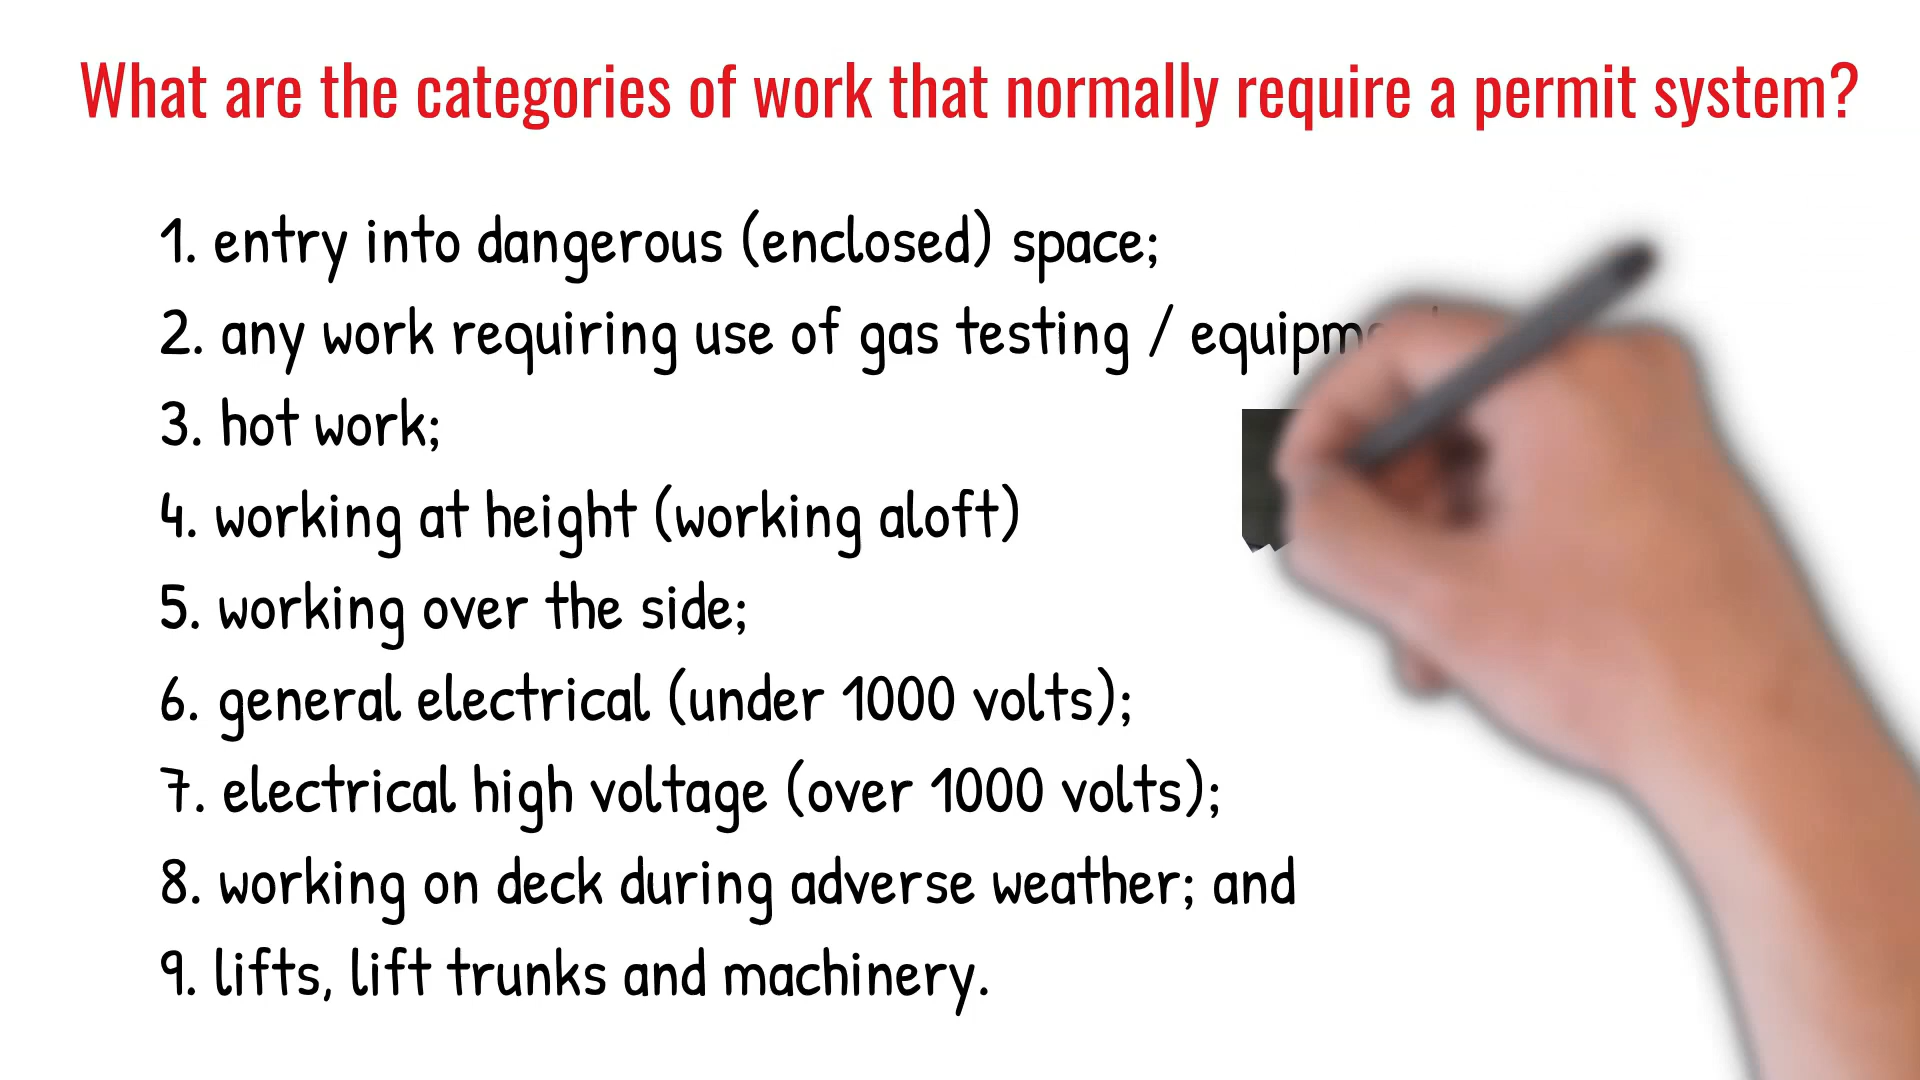 What are the categories of work that normally require a permit system?
1. entry into dangerous (enclosed) space;
2. any work requiring use of gas testing /
3. hot work;
4. working at height (working aloft)
5. working over the side;
6. general electrical (under 1000 volts);
7. electrical high voltage (over 1000 volts);
8. working on deck during adverse weather; and
9. lifts, lift trunks and machinery.